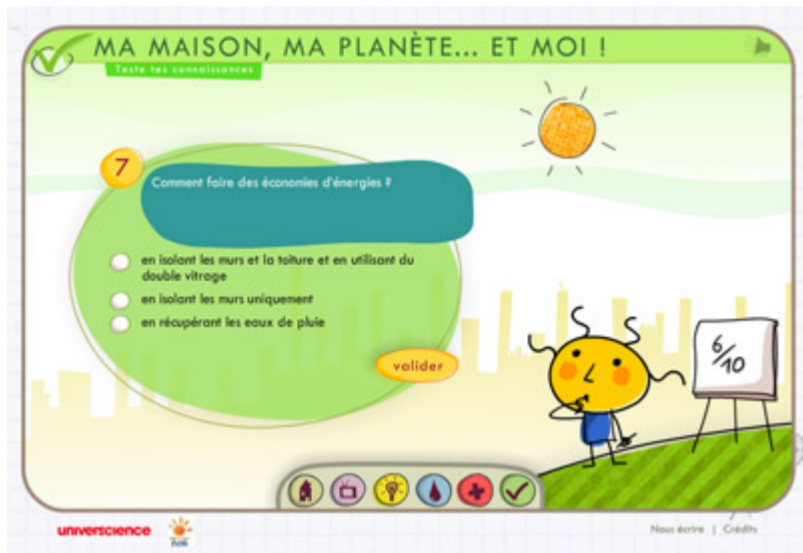 MA MAISON, MA PLANÈTE... ET MOI !
Teste tes connaissances
7
Comment faire des économies d'énergies ?
en isolant les murs et la toiture et en utilisant du
double vitrage
en isolant les murs uniquement
en récupérant les eaux de pluie
valider
6/10
universcience
Nous écrire | Crédits